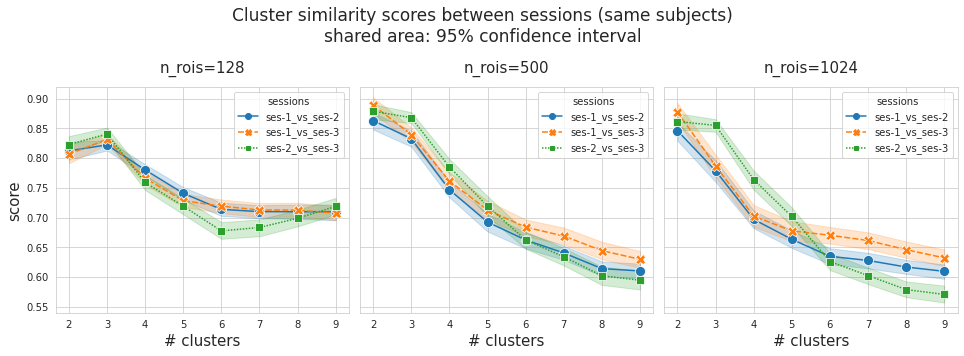 Cluster similarity scores between sessions (same subjects)
shared area: 95% confidence interval
n_rois=128
n_rois=500
n_rois=1024
sessions
ses-1_vs_ses-2
ses-1_vs_ses-3
ses-2_vs_ses-3
sessions
ses-1_vs_ses-2
ses-1_vs_ses-3
ses-2_vs_ses-3
sessions
ses-1_vs_ses-2
ses-1_vs_ses-3
ses-2_vs_ses-3
score
0.90
0.85
0.80
0.75
0.70
0.65
0.60
0.55
2 3 4 5 6 7 8 9
2 3 4 5 6 7 8 9
2 3 4 5 6 7 8 9
# clusters
# clusters
# clusters